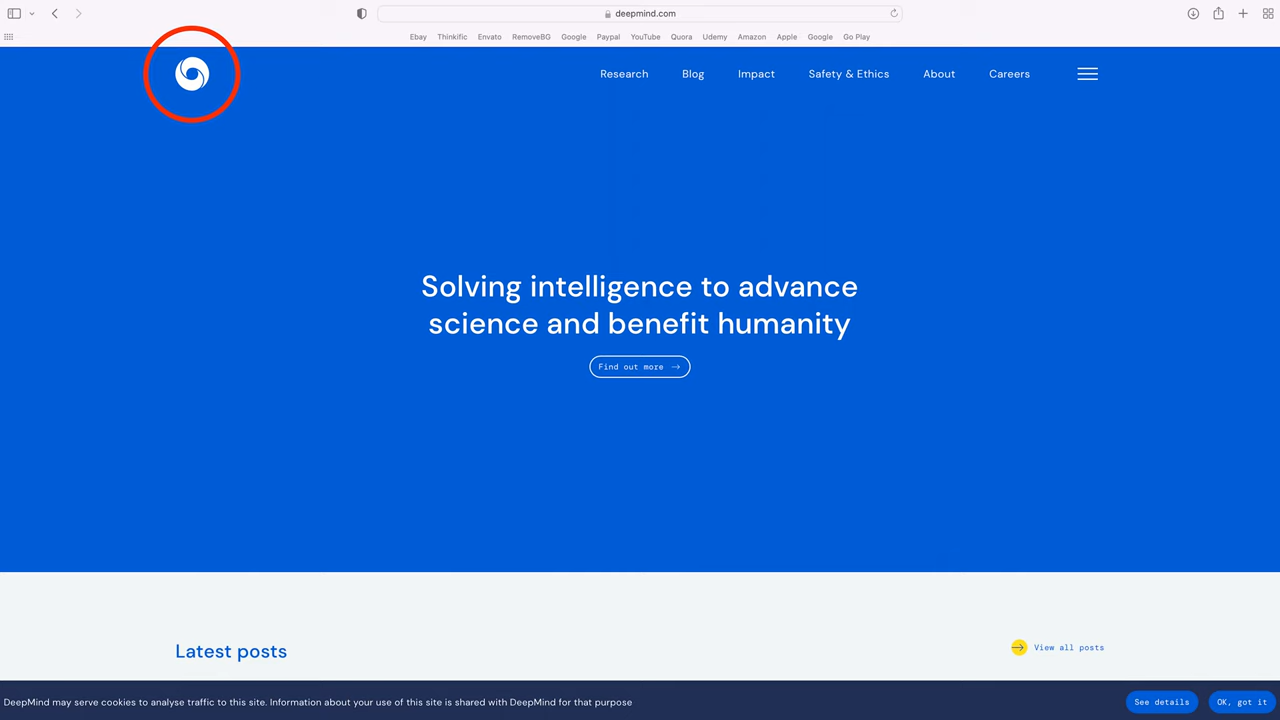 deepmind.com
Ebay Thinkific Envato RemoveBG Google Paypal YouTube Quora Udemy Amazon Apple Google Go Play
Research Blog Impact Safety & Ethics About Careers
Solving intelligence to advance
science and benefit humanity
Find out more
Latest posts
View all posts
DeepMind may serve cookies to analyse traffic to this site. Information about your use of this site is shared with DeepMind for that purpose
See details
OK, got it